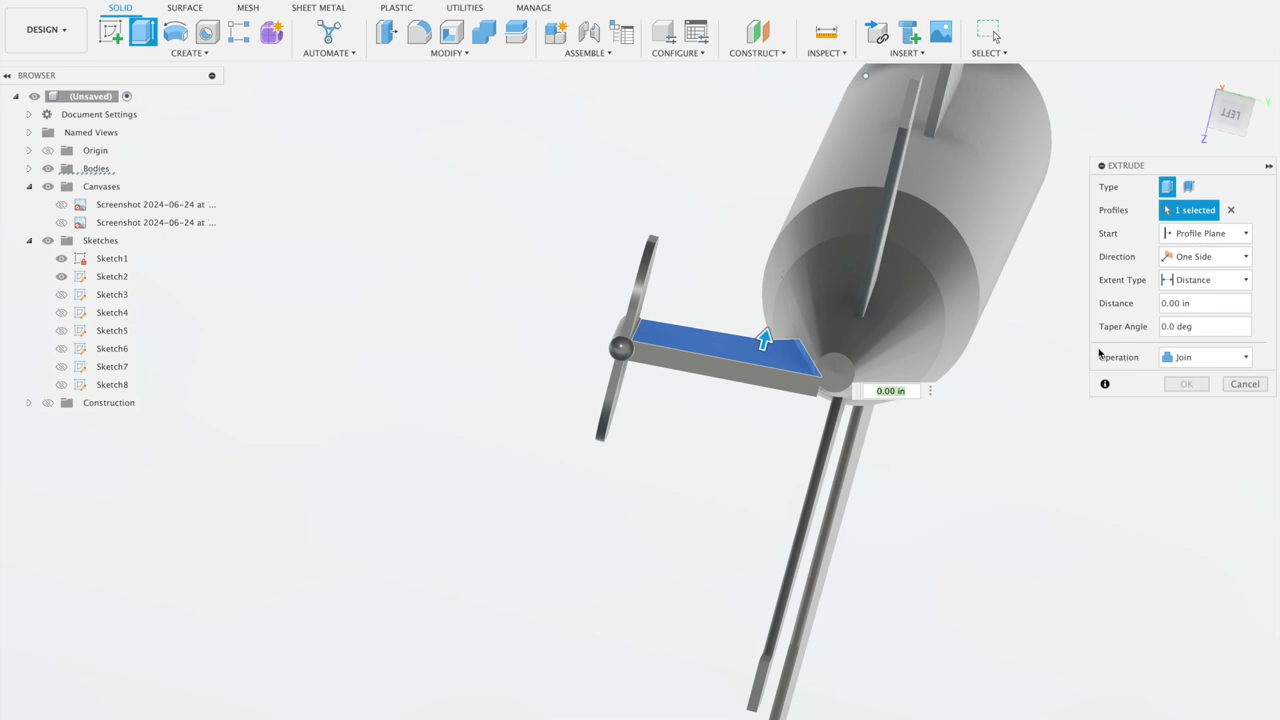 SOLID SURFACE MESH SHEET METAL PLASTIC UTILITIES MANAGE
DESIGN
CREATE AUTOMATE MODIFY ASSEMBLE CONFIGURE CONSTRUCT INSPECT INSERT SELECT
BROWSER
(Unsaved)
Document Settings
Named Views
Origin
Bodies
Canvases
Screenshot 2024-06-24 at '...
Screenshot 2024-06-24 at '...
Sketches
Sketch1
Sketch2
Sketch3
Sketch4
Sketch5
Sketch6
Sketch7
Sketch8
Construction
X
Y
LEFT
Z
EXTRUDE
Type
Profiles 1 selected
Start Profile Plane
Direction One Side
Extent Type Distance
Distance 0.00 in
Taper Angle 0.0 deg
Operation Join
OK Cancel
0.00 in